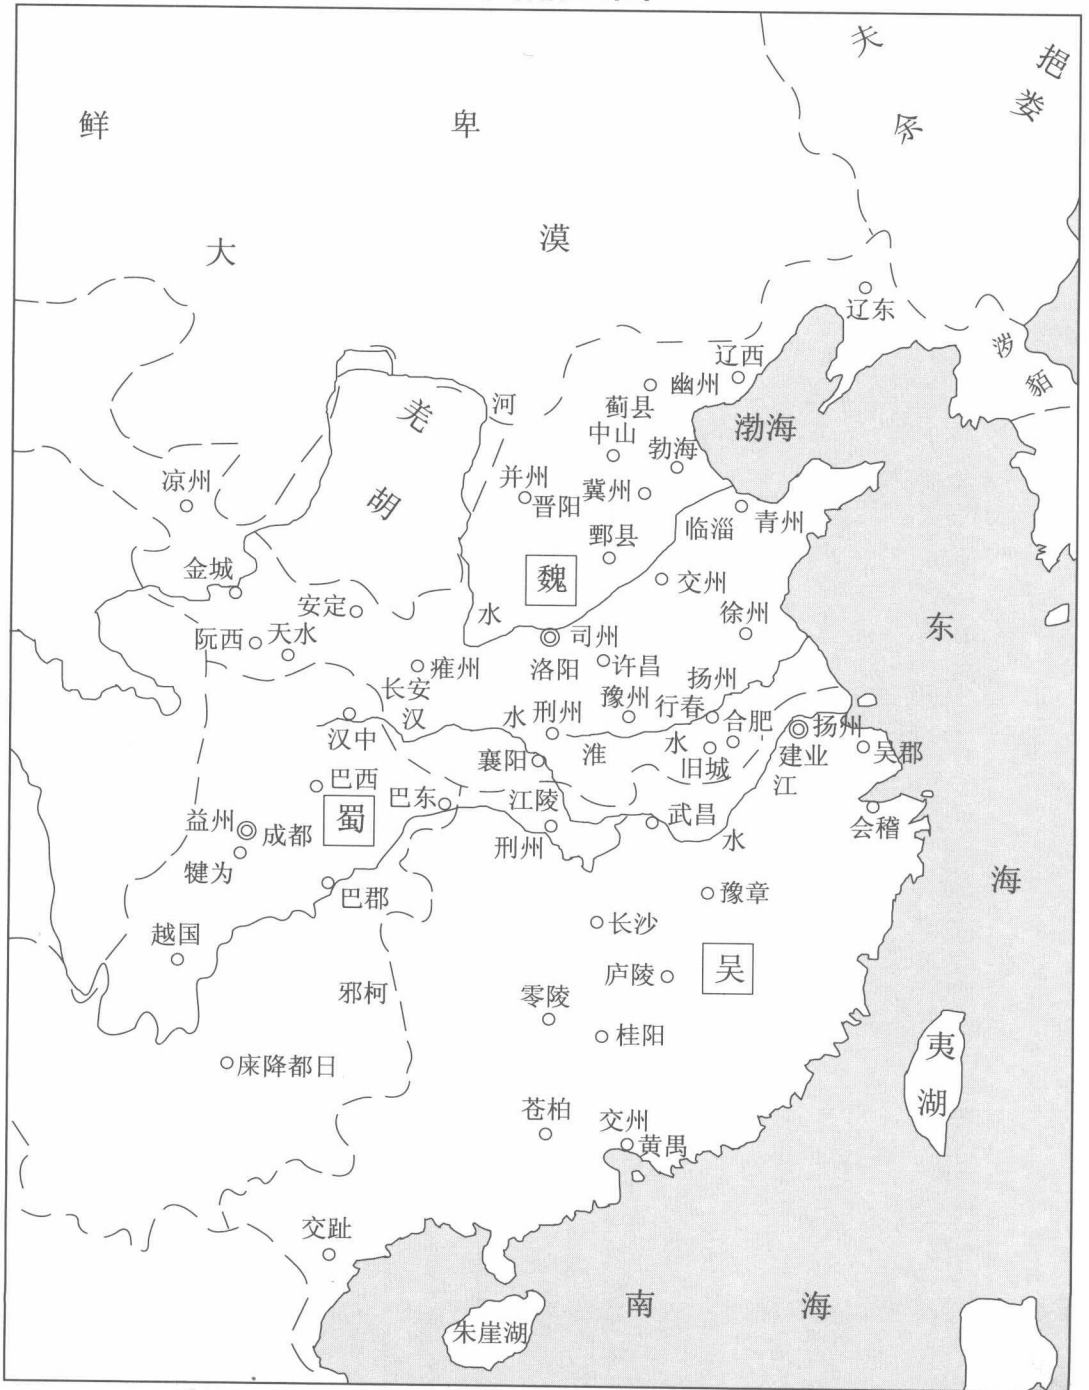 鲜卑
夫余
挹娄
大漠
辽东
涉貊
辽西
幽州
蓟县
渤海
河
羌胡
中山
勃海
并州
晋阳
冀州
凉州
临淄
青州
鄄县
金城
魏
交州
安定
水
徐州
东
阮西
天水
司州
洛阳
许昌
雍州
长安
扬州
豫州
行春
汉
水
刑州
合肥
扬州
汉中
淮
水
建业
吴郡
襄阳
旧城
巴西
巴东
江陵
江
蜀
益州
成都
武昌
会稽
刑州
水
犍为
巴郡
豫章
海
越国
长沙
吴
庐陵
邪柯
零陵
桂阳
夷湖
庲降都日
苍柏
交州
黄禺
交趾
南海
朱崖湖